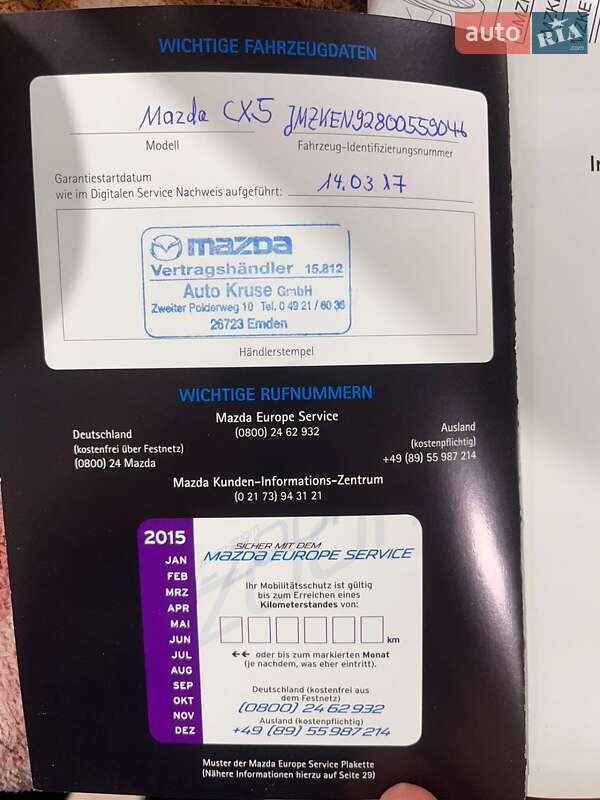 auto RIA .com
WICHTIGE FAHRZEUGDATEN
Mazda CX5 JMZKEN92800559046
Modell Fahrzeug-Identifizierungsnummer
Garantiestartdatum
wie im Digitalen Service Nachweis aufgeführt: 14.03 17
mazda
Vertragshändler 15.812
Auto Kruse GmbH
Zweiter Polderweg 10 Tel. 0 49 21 / 60 36
26723 Emden
Händlerstempel
WICHTIGE RUFNUMMERN
Mazda Europe Service
(0800) 24 62 932
Deutschland
(kostenfrei über Festnetz)
(0800) 24 Mazda
Ausland
(kostenpflichtig)
+49 (89) 55 987 214
Mazda Kunden-Informations-Zentrum
(0 21 73) 94 31 21
2015
JAN
FEB
MRZ
APR
MAI
JUN
JUL
AUG
SEP
OKT
NOV
DEZ
SICHER MIT DEM
mazda EUROPE SERVICE
Ihr Mobilitätsschutz ist gültig
bis zum Erreichen eines
Kilometerstandes von:
km
←← oder bis zum markierten Monat
(je nachdem, was eher eintritt).
Deutschland (kostenfrei aus
dem Festnetz)
(0800) 24 62 932
Ausland (kostenpflichtig)
+49 (89) 55 987 214
Muster der Mazda Europe Service Plakette
(Nähere Informationen hierzu auf Seite 29)